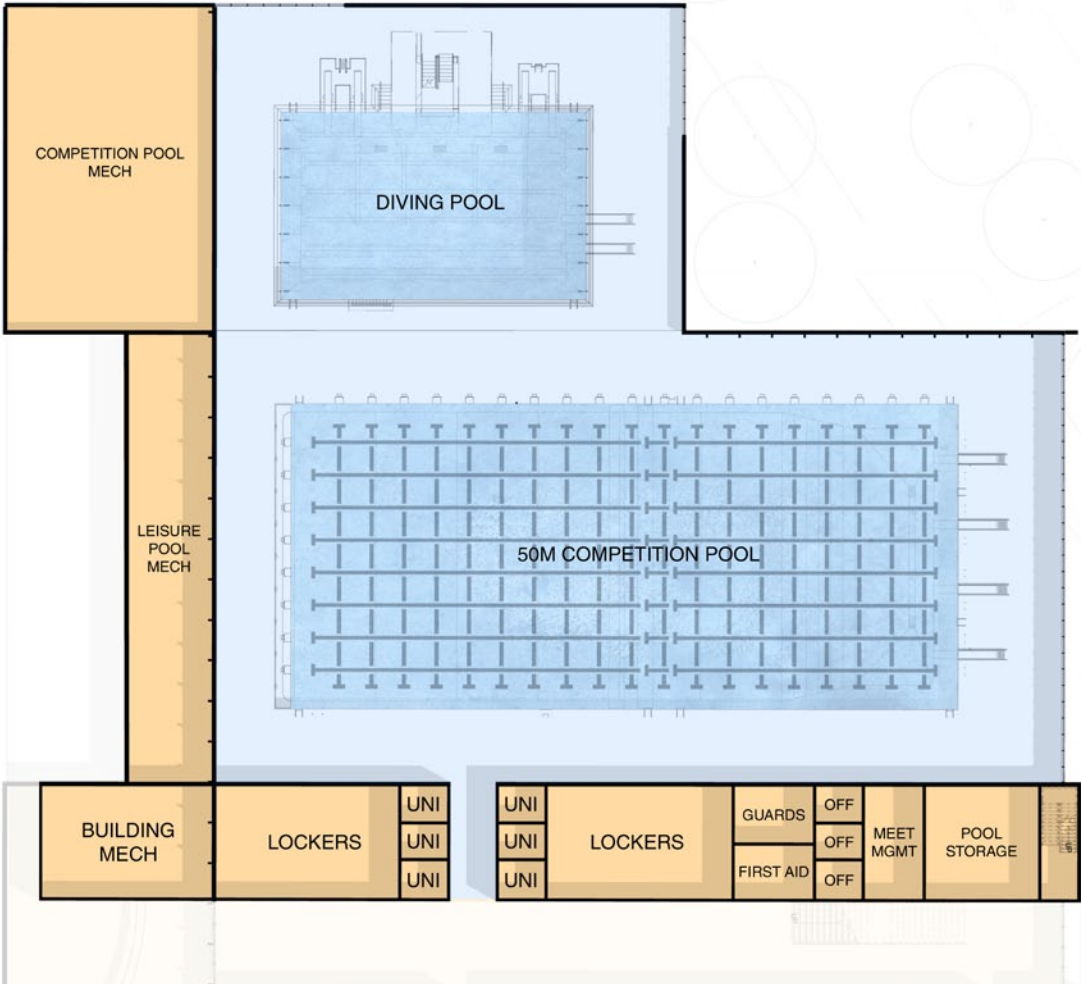 COMPETITION POOL
MECH
DIVING POOL
LEISURE
POOL
MECH
50M COMPETITION POOL
BUILDING
MECH
LOCKERS
UNI
UNI
UNI
UNI
UNI
UNI
LOCKERS
GUARDS
FIRST AID
OFF
OFF
OFF
MEET
MGMT
POOL
STORAGE